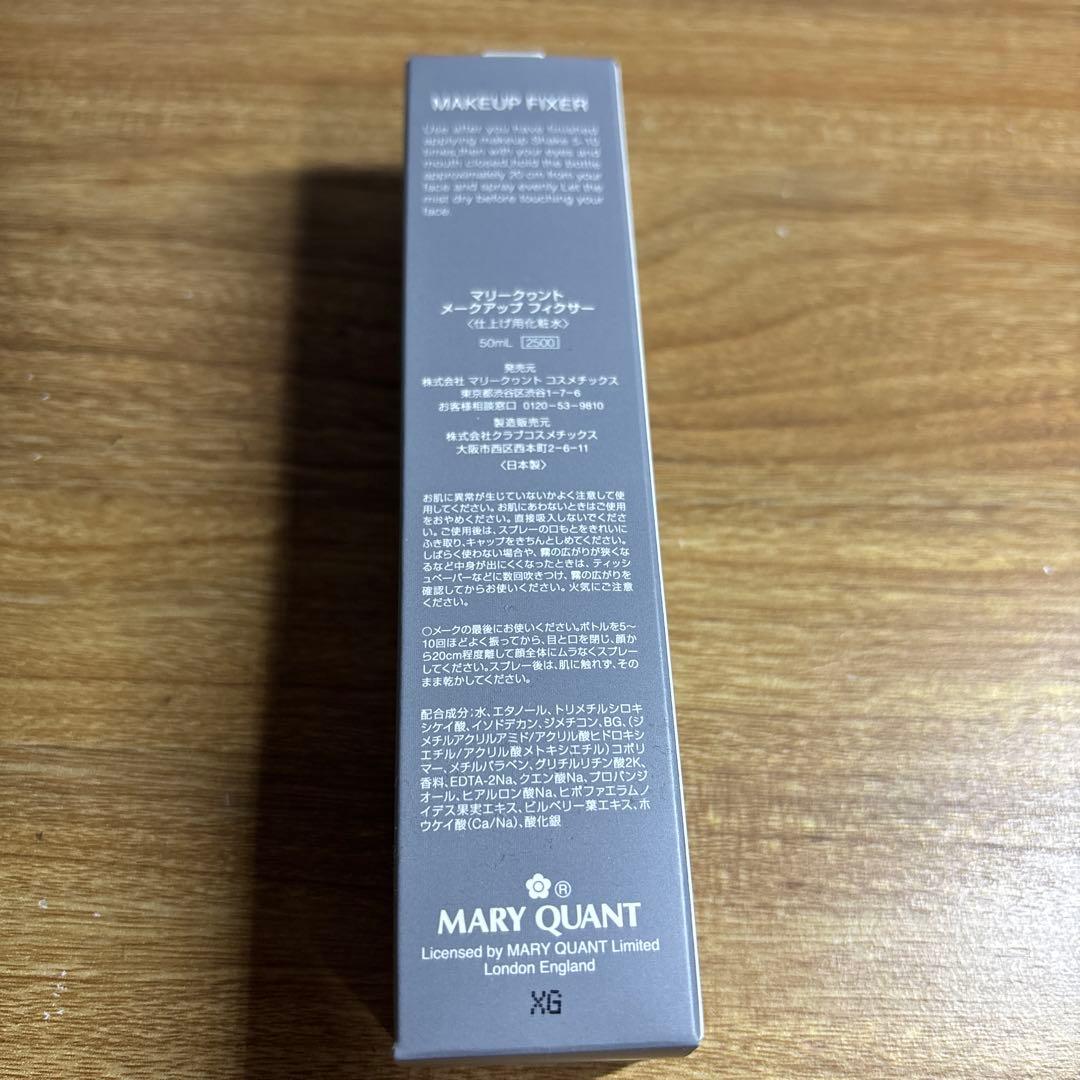 MAKEUP FIXER
Use after you have finished
applying makeup. Shake 5-10
times, then with your eyes and
mouth closed, hold the bottle
approximately 20 cm from your
face and spray evenly. Let the
mist dry before touching your
face.
マリークヮント
メークアップ フィクサー
〈仕上げ用化粧水〉
50mL 2500
発売元
株式会社 マリークヮント コスメチックス
東京都渋谷区渋谷1-7-6
お客様相談窓口 0120-53-9810
製造販売元
株式会社クラブコスメチックス
大阪市西区西本町2-6-11
〈日本製〉
お肌に異常が生じていないかよく注意して使
用してください。お肌にあわないときはご使用
をおやめください。直接吸入しないでくださ
い。ご使用後は、スプレーの口もとをきれいに
ふき取り、キャップをきちんとしめてください。
しばらく使わない場合や、霧の広がりが狭くな
るなど中身が出にくくなったときは、ティッシ
ュペーパーなどに数回吹きつけ、霧の広がりを
確認してからお使いください。火気にご注意
ください。
○メークの最後にお使いください。ボトルを5〜
10回ほどよく振ってから、目と口を閉じ、顔か
ら20cm程度離して顔全体にムラなくスプレー
してください。スプレー後は、肌に触れず、その
まま乾かしてください。
配合成分:水、エタノール、トリメチルシロキ
シケイ酸、イソドデカン、ジメチコン、BG、(ジ
メチルアクリルアミド/アクリル酸ヒドロキシ
エチル/アクリル酸メトキシエチル)コポリ
マー、メチルパラベン、グリチルリチン酸2K、
香料、EDTA-2Na、クエン酸Na、プロパンジ
オール、ヒアルロン酸Na、ヒポファエラムノ
イデス果実エキス、ビルベリー葉エキス、ホ
ウケイ酸(Ca/Na)、酸化銀
®
MARY QUANT
Licensed by MARY QUANT Limited
London England
XG